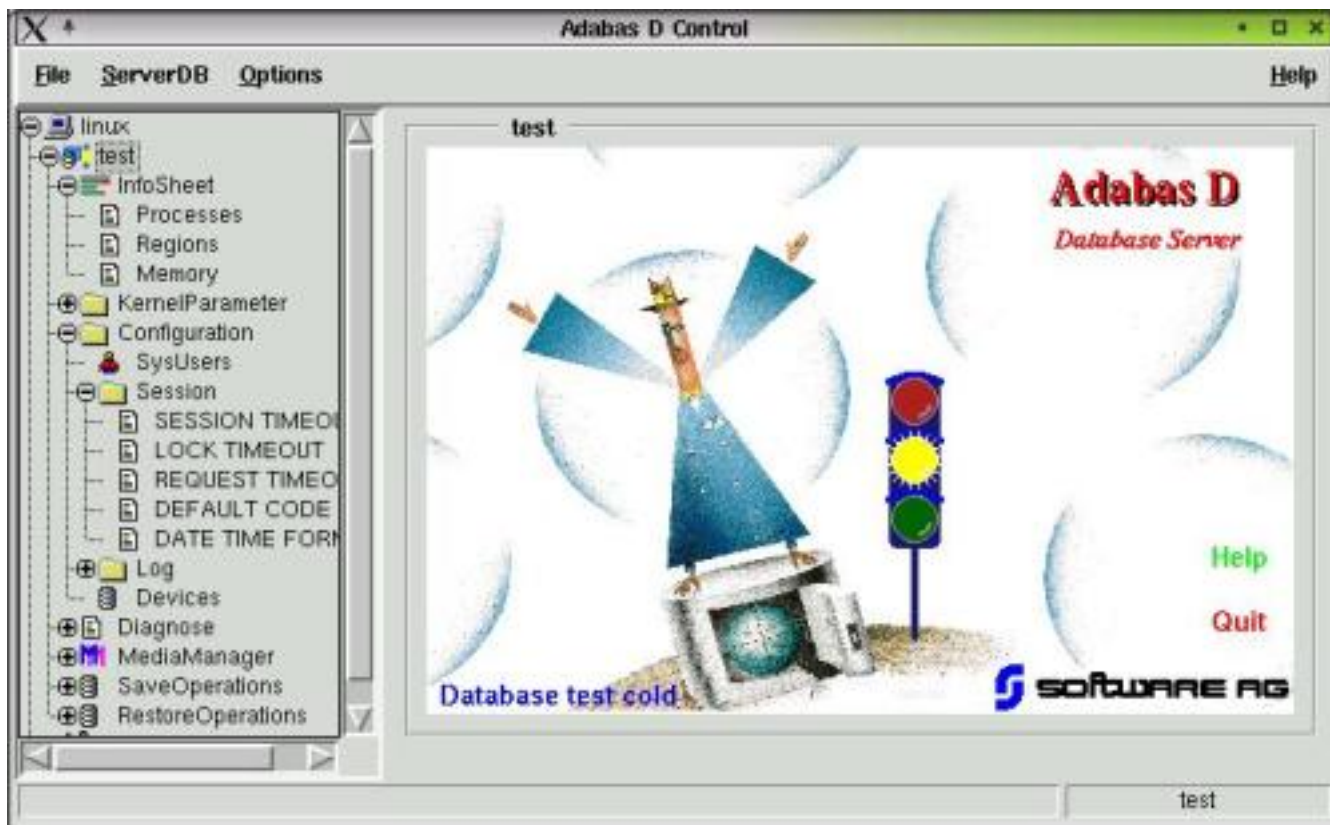 Adabas D Control
File ServerDB Options Help
linux
test
InfoSheet
Processes
Regions
Memory
KernelParameter
Configuration
SysUsers
Session
SESSION TIMEO
LOCK TIMEOUT
REQUEST TIMEO
DEFAULT CODE
DATE TIME FORM
Log
Devices
Diagnose
MediaManager
SaveOperations
RestoreOperations
test
Adabas D
Database Server
Help
Quit
Database test cold
SOFTWARE AG
test